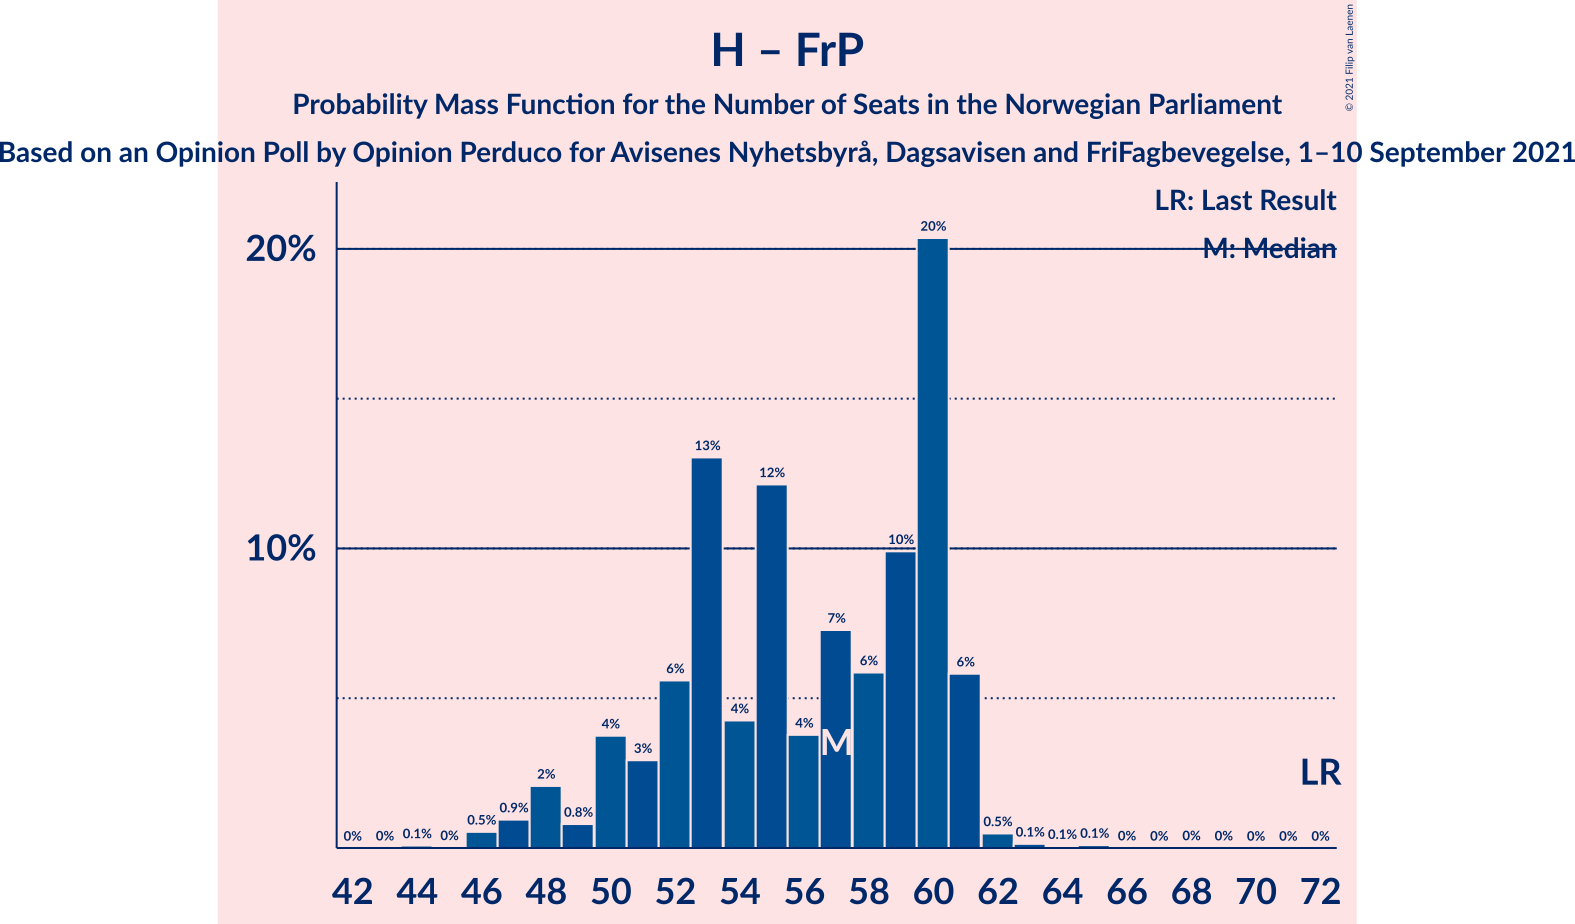 H – FrP
Probability Mass Function for the Number of Seats in the Norwegian Parliament
Based on an Opinion Poll by Opinion Perduco for Avisenes Nyhetsbyrå, Dagsavisen and FriFagbevegelse, 1–10 September 2021
© 2021 Filip van Laenen
LR: Last Result
M: Median
20%
10%
0% 0% 0.1% 0% 0.5% 0.9% 2% 0.8% 4% 3% 6% 13% 4% 12% 4% 7% 6% 10% 20% 6% 0.5% 0.1% 0.1% 0.1% 0% 0% 0% 0% 0% 0% 0%
M
LR
42 44 46 48 50 52 54 56 58 60 62 64 66 68 70 72